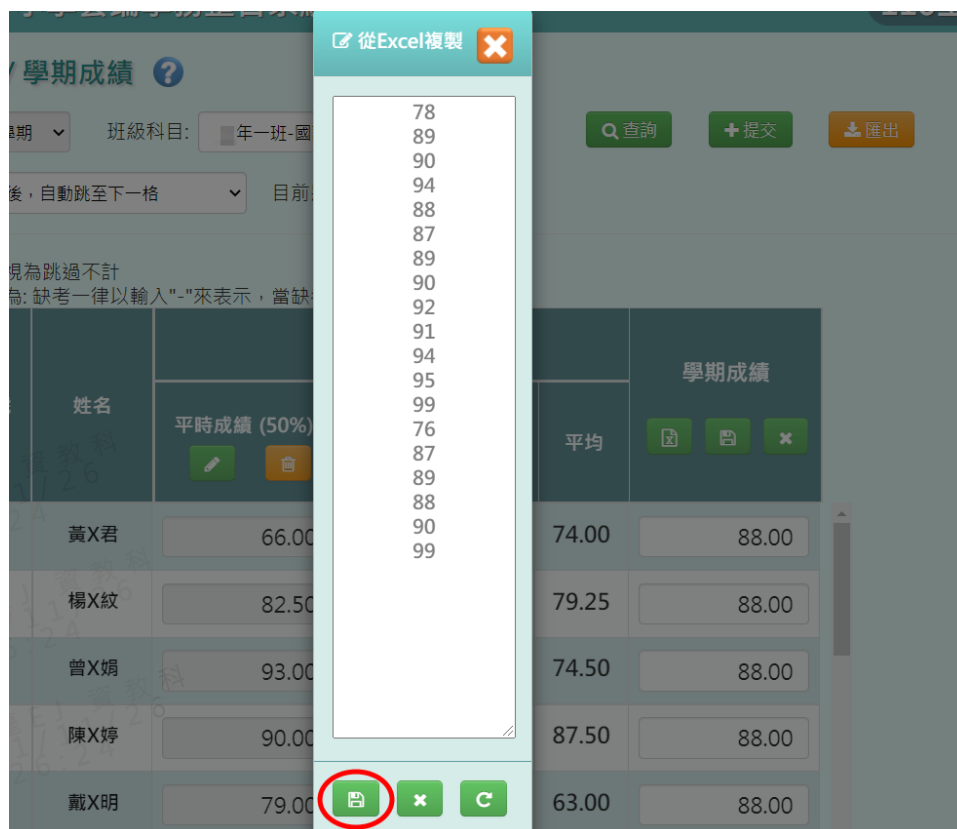 從Excel複製
學期成績
學期
班級科目:
年一班-國
查詢
提交
匯出
後，自動跳至下一格
目前
視為跳過不計
為: 缺考一律以輸入"-"來表示，當缺
78
89
90
94
88
87
89
90
92
91
94
95
99
76
87
89
88
90
99
姓名
平時成績 (50%)
平均
學期成績
黃X君 66.00 74.00 88.00
楊X紋 82.50 79.25 88.00
曾X娟 93.00 74.50 88.00
陳X婷 90.00 87.50 88.00
戴X明 79.00 63.00 88.00